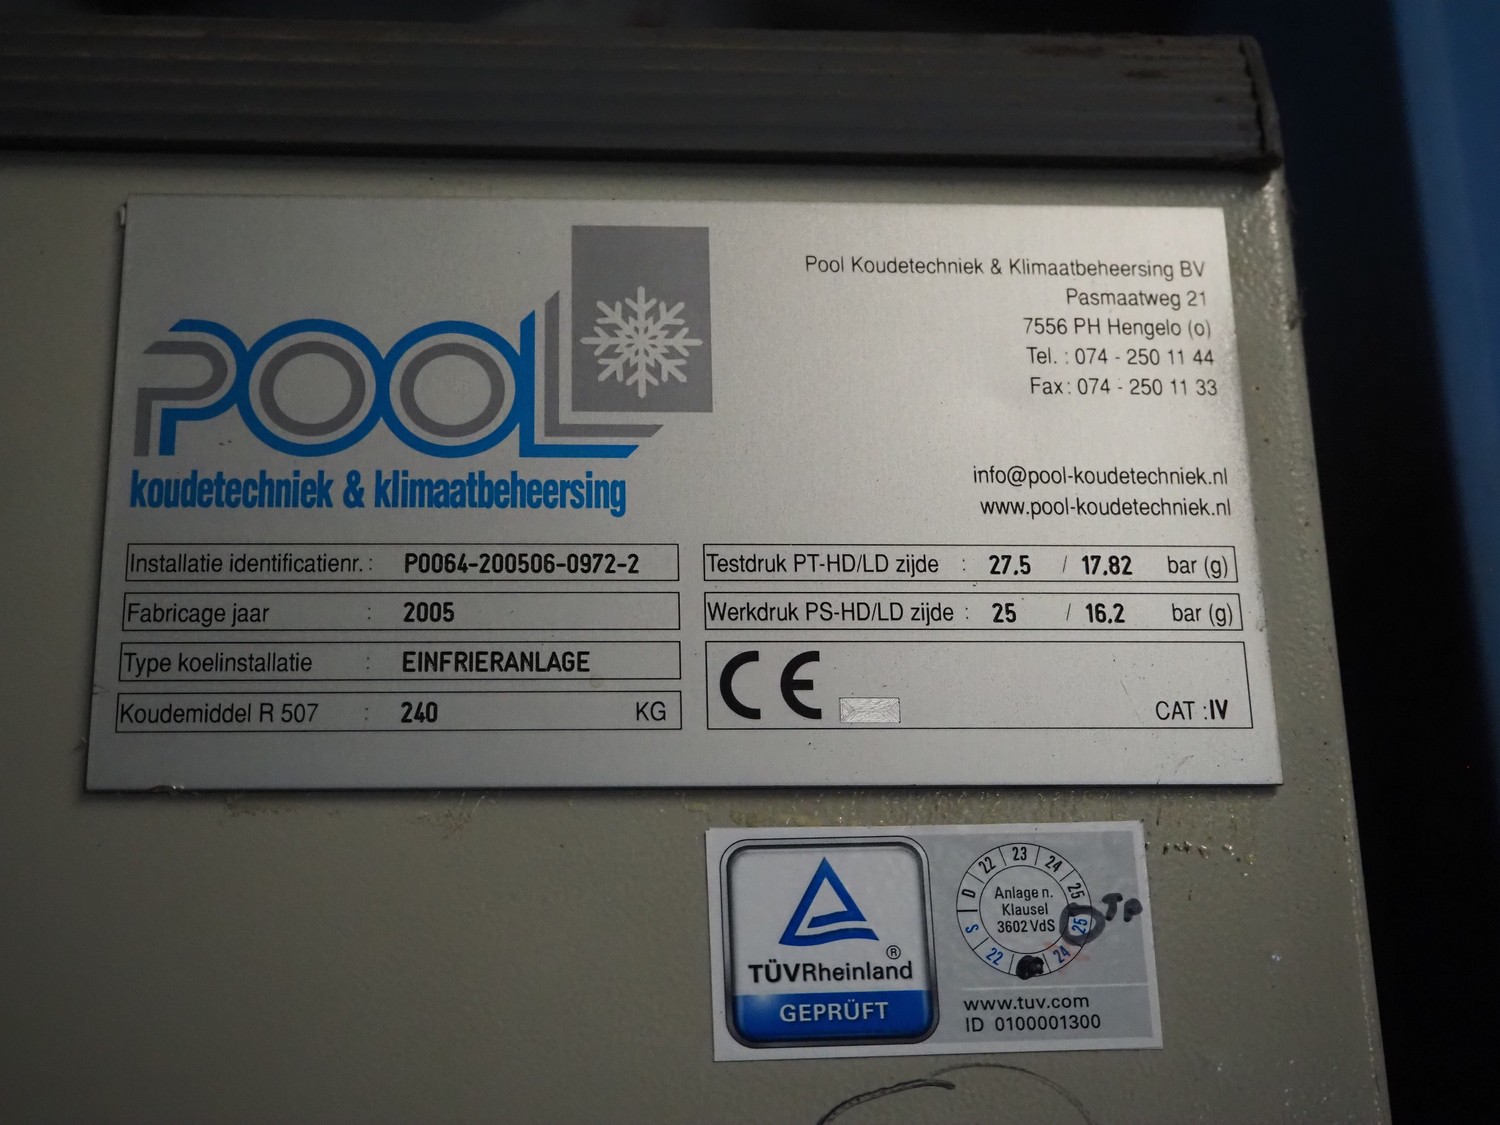 POOL
koudetechniek & klimaatbeheersing
Pool Koudetechniek & Klimaatbeheersing BV
Pasmaatweg 21
7556 PH Hengelo (o)
Tel. : 074 - 250 11 44
Fax : 074 - 250 11 33
info@pool-koudetechniek.nl
www.pool-koudetechniek.nl
Installatie identificatienr. : P0064-200506-0972-2
Fabricage jaar : 2005
Type koelinstallatie : EINFRIERANLAGE
Koudemiddel R 507 : 240 KG
Testdruk PT-HD/LD zijde : 27.5 / 17.82 bar (g)
Werkdruk PS-HD/LD zijde : 25 / 16.2 bar (g)
CE
CAT :IV
TÜVRheinland ®
GEPRÜFT
D 22 23 24 25
Anlage n.
Klausel
3602 VdS
S 22 24 25
TP
www.tuv.com
ID 0100001300